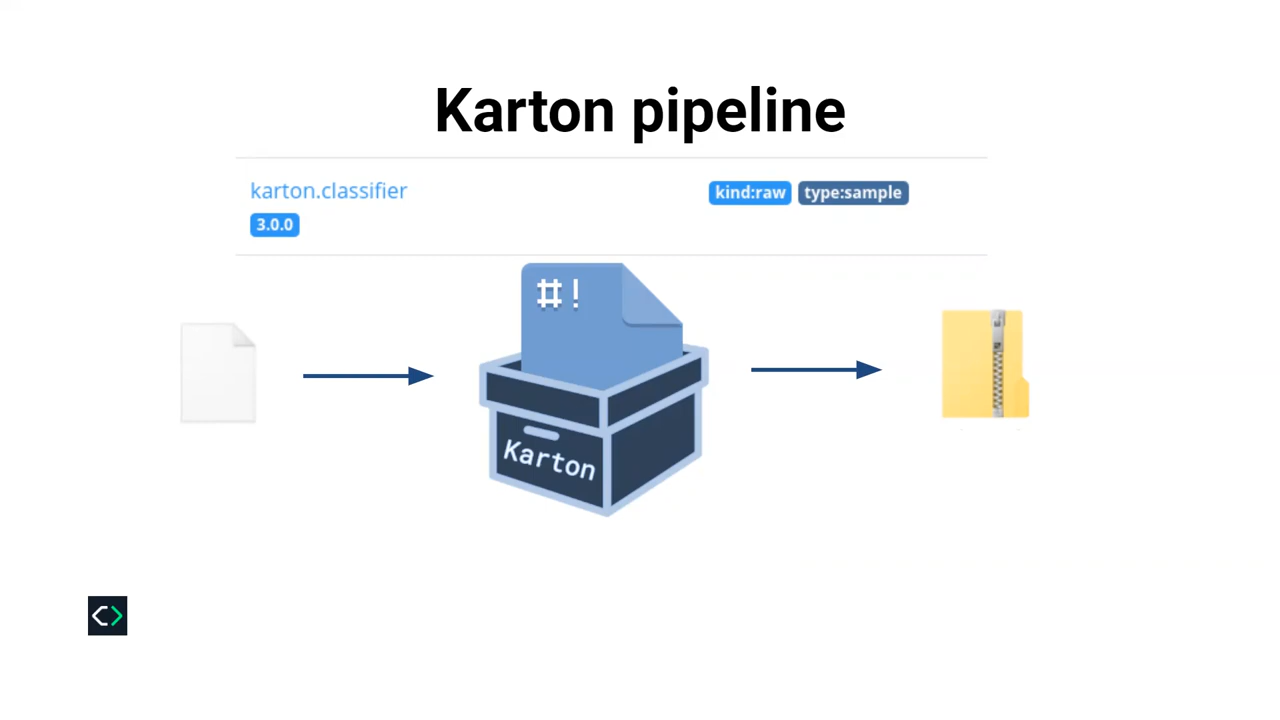 Karton pipeline
karton.classifier
kind:raw type:sample
3.0.0
#!
Karton